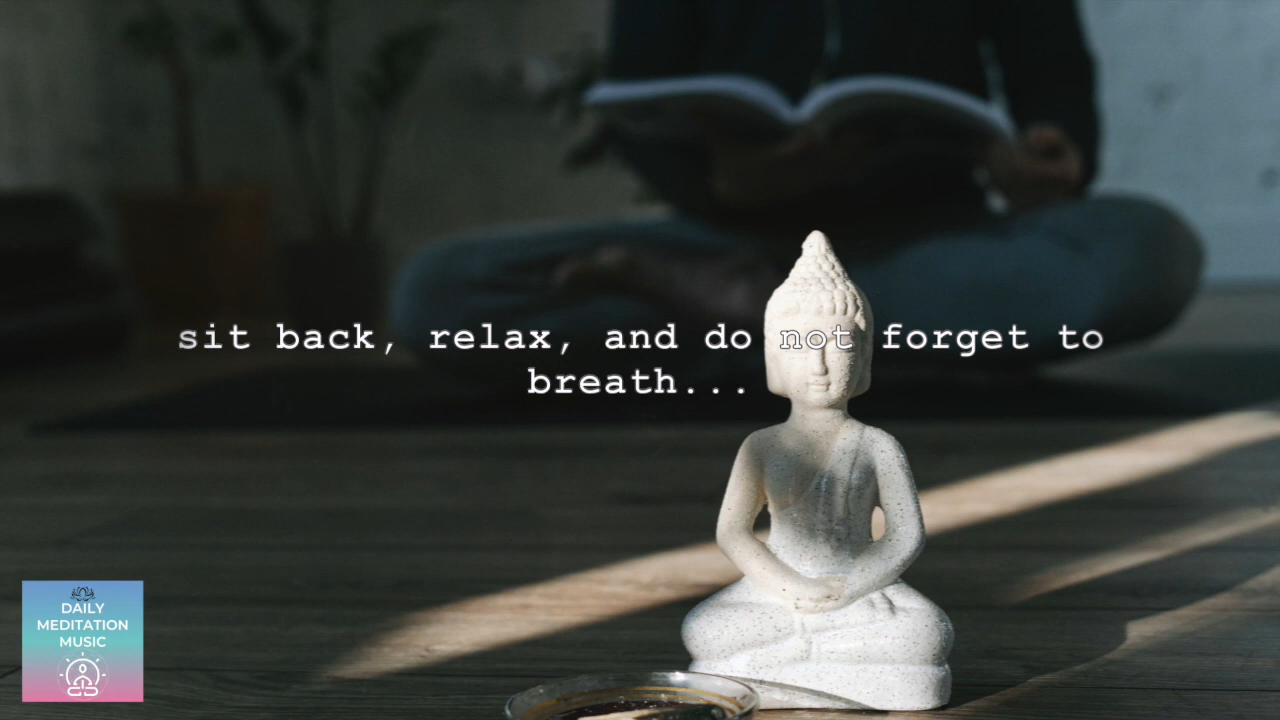 sit back, relax, and do not forget to
breath...
DAILY
MEDITATION
MUSIC